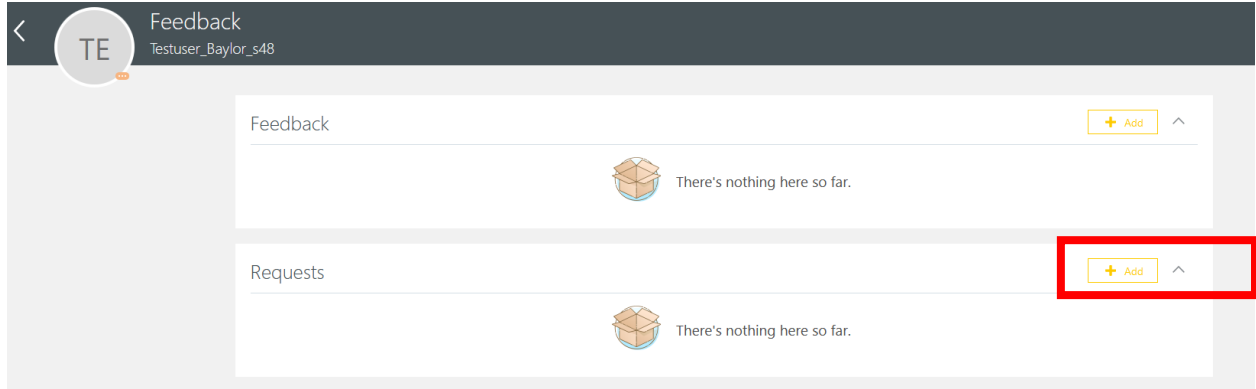 Feedback
TE
Testuser_Baylor_s48
Feedback
+ Add
There's nothing here so far.
Requests
+ Add
There's nothing here so far.